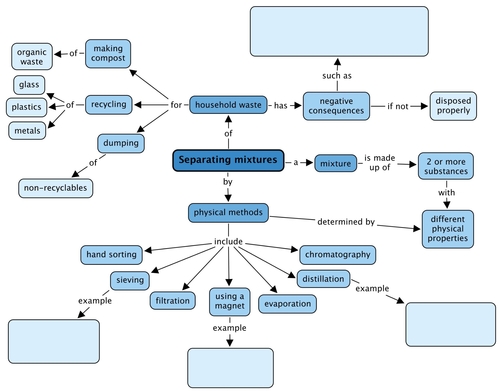 organic
waste
of
making
compost
such as
glass
plastics
metals
of
recycling
for
household waste
has
negative
consequences
if not
disposed
properly
dumping
of
non-recyclables
of
Separating mixtures
a
mixture
is made
up of
2 or more
substances
by
with
physical methods
determined by
different
physical
properties
include
hand sorting
chromatography
sieving
distillation
filtration
using a
magnet
evaporation
example
example
example